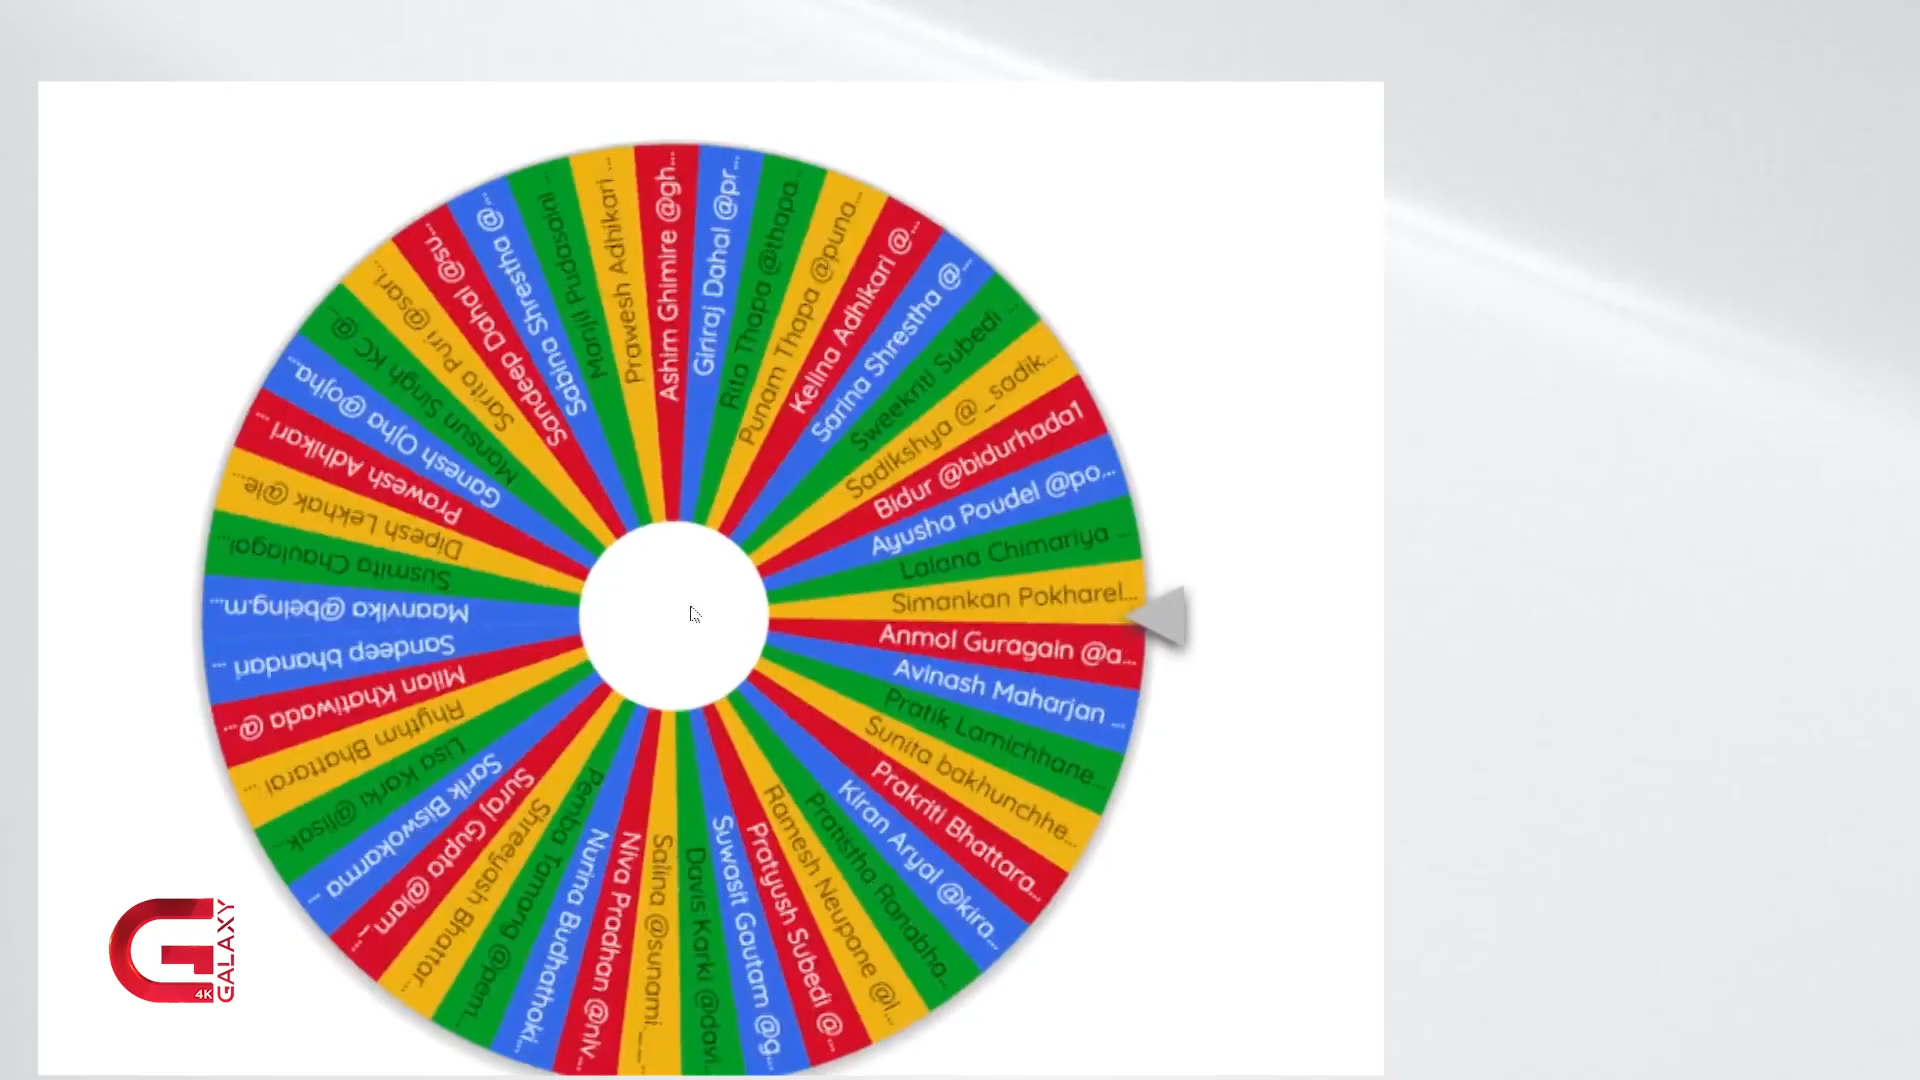 Ashim Ghimire @gh...
Giriraj Dahal @pr...
Rita Thapa @thapa...
Punam Thapa @puna...
Kelina Adhikari @...
Sarina Shrestha @...
Sweekriti Subedi ...
Sadikshya @_sadik...
Bidur @bidurhada1
Ayusha Poudel @po...
Lalana Chimariya ...
Simankan Pokharel...
Anmol Guragain @a...
Avinash Maharjan ...
Pratik Lamichhane...
Sunita bakhunchhe...
Prakriti Bhattara...
Kiran Aryal @kira...
Pratistha Ranabha...
Ramesh Neupane @l...
Pratyush Subedi @...
Suwasit Gautam @g...
Davis Karki @davi...
Salina @sunami.__...
Niva Pradhan @niv...
Nurina Budhathoki...
Pemba Tamang @pem...
Shreeyash Bhattar...
Suraj Gupta @iam_...
Sarik Biswokarma ...
Lisa Karki @lisak...
Rhythm Bhattarai ...
Milan Khatiwada @...
Sandeep bhandari ...
Maanvika @being.m...
Susmita Chaulagai...
Dipesh Lekhak @le...
Prawesh Adhikari ...
Ganesh Ojha @ojha...
Mansun Singh KC @...
Sarita Puri @sari...
Sandeep Dahal @su...
Sabina Shrestha @...
Manjil Pudasaini ...
Prawesh Adhikari ...
G
4K
GALAXY